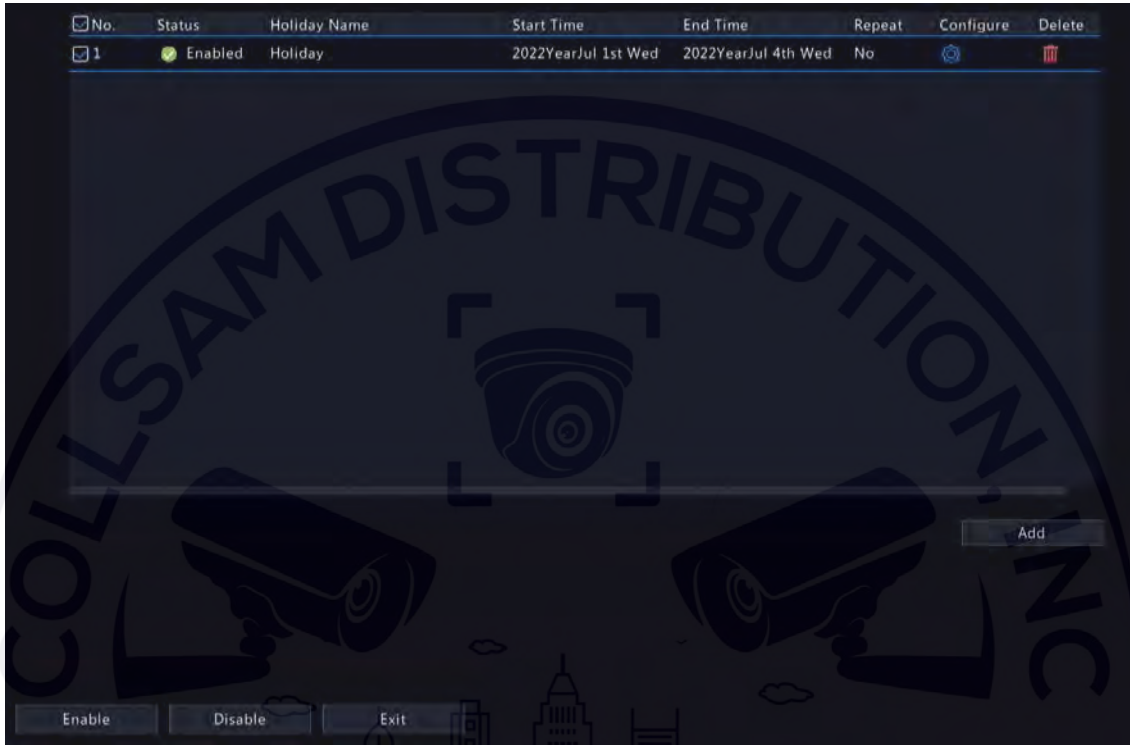 No. Status Holiday Name Start Time End Time Repeat Configure Delete
1 Enabled Holiday 2022YearJul 1st Wed 2022YearJul 4th Wed No
COLLSAM DISTRIBUTION, INC
Add
Enable Disable Exit